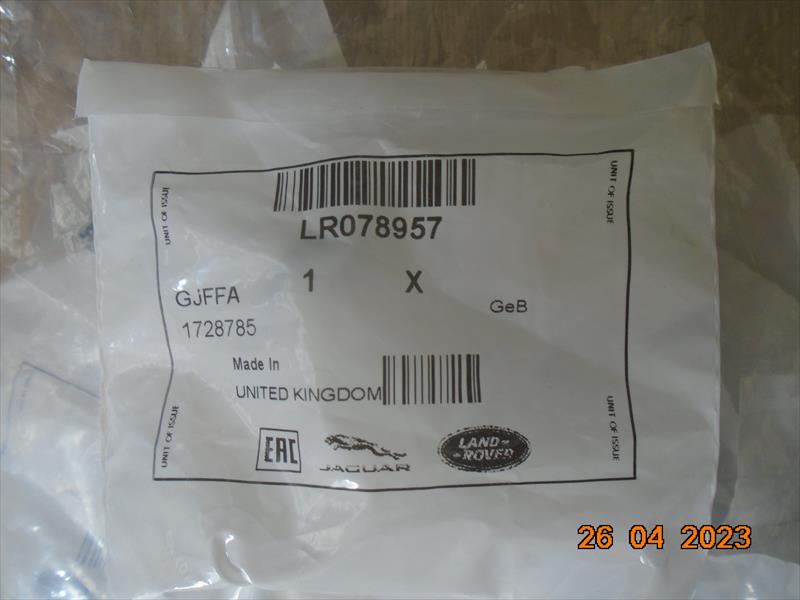 UNIT OF ISSUE
UNIT OF ISSUE
LR078957
1 X
GjFFA
GeB
1728785
Made In
UNITED KINGDOM
UNIT OF ISSUE
UNIT OF ISSUE
EAC
JAGUAR
LAND-
-ROVER
26 04 2023